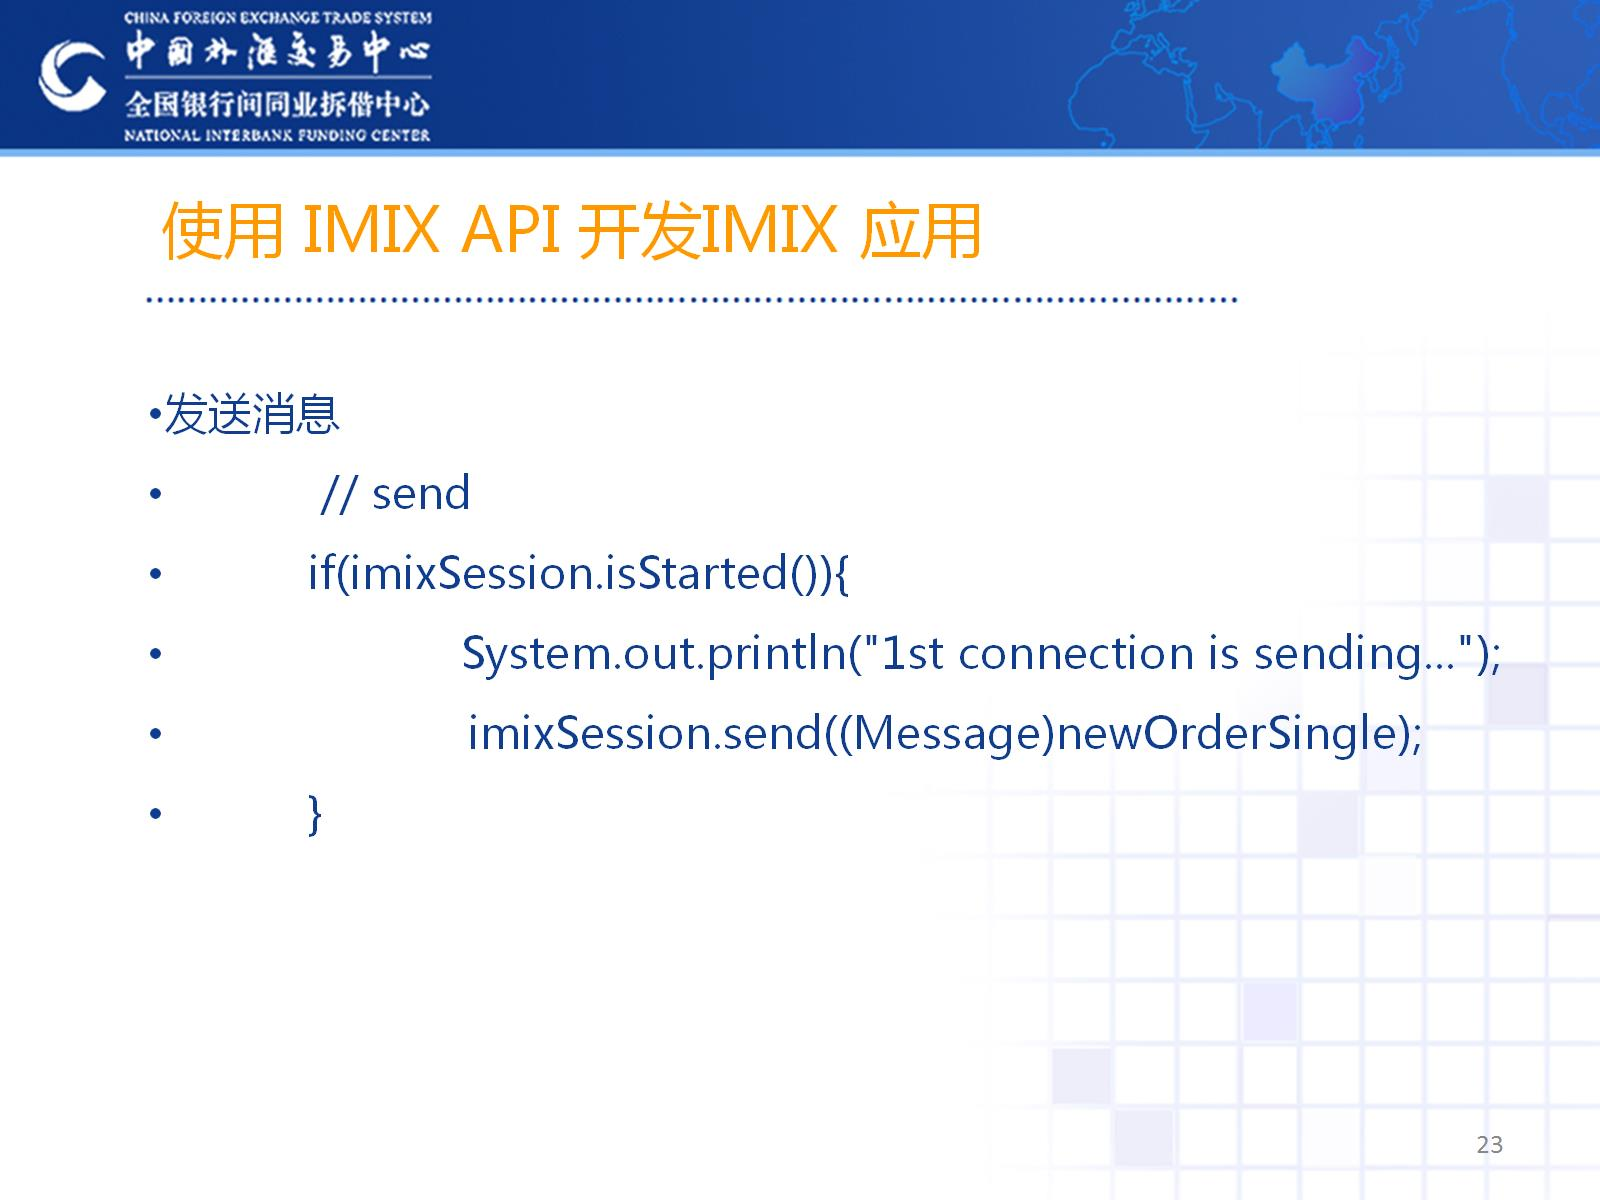 CHINA FOREIGN EXCHANGE TRADE SYSTEM
中国外汇交易中心
全国银行间同业拆借中心
NATIONAL INTERBANK FUNDING CENTER
使用 IMIX API 开发IMIX 应用
•发送消息
• // send
• if(imixSession.isStarted()){
• System.out.println("1st connection is sending...");
• imixSession.send((Message)newOrderSingle);
• }
23